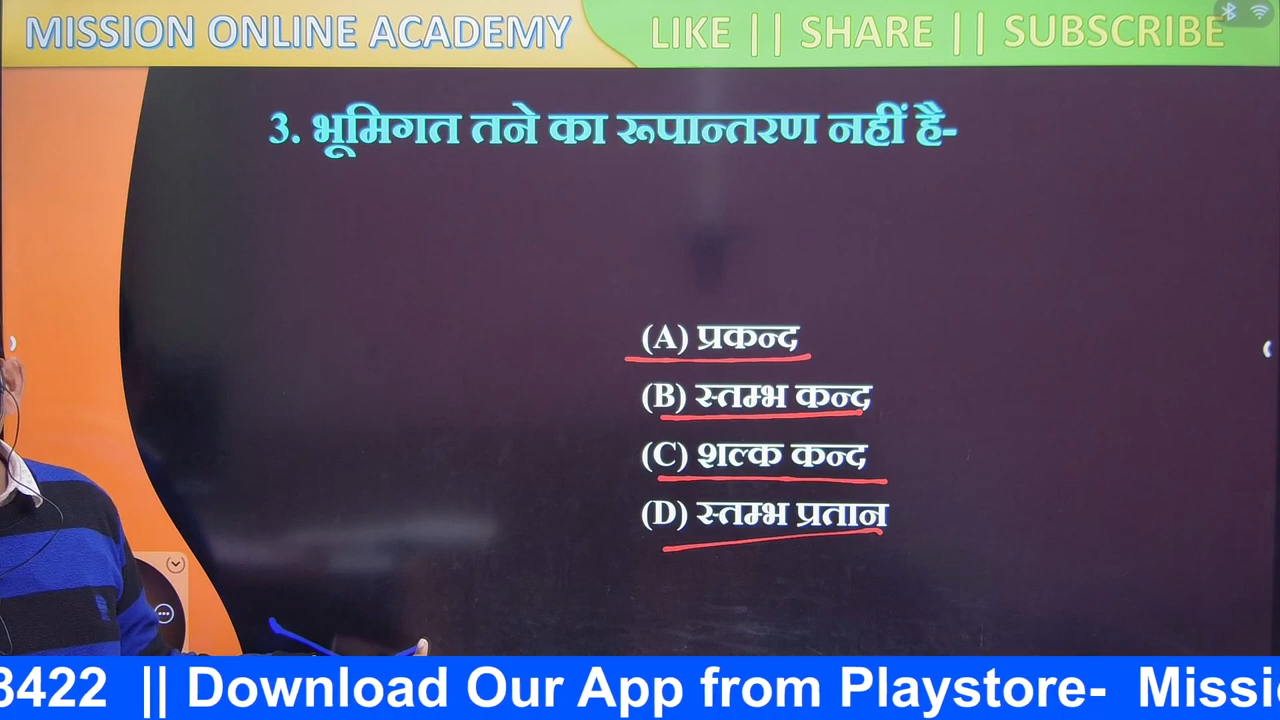 MISSION ONLINE ACADEMY
LIKE || SHARE || SUBSCRIBE
3. भूमिगत तने का रूपान्तरण नहीं है-
(A) प्रकन्द
(B) स्तम्भ कन्द
(C) शल्क कन्द
(D) स्तम्भ प्रतान
3422 || Download Our App from Playstore- Missi